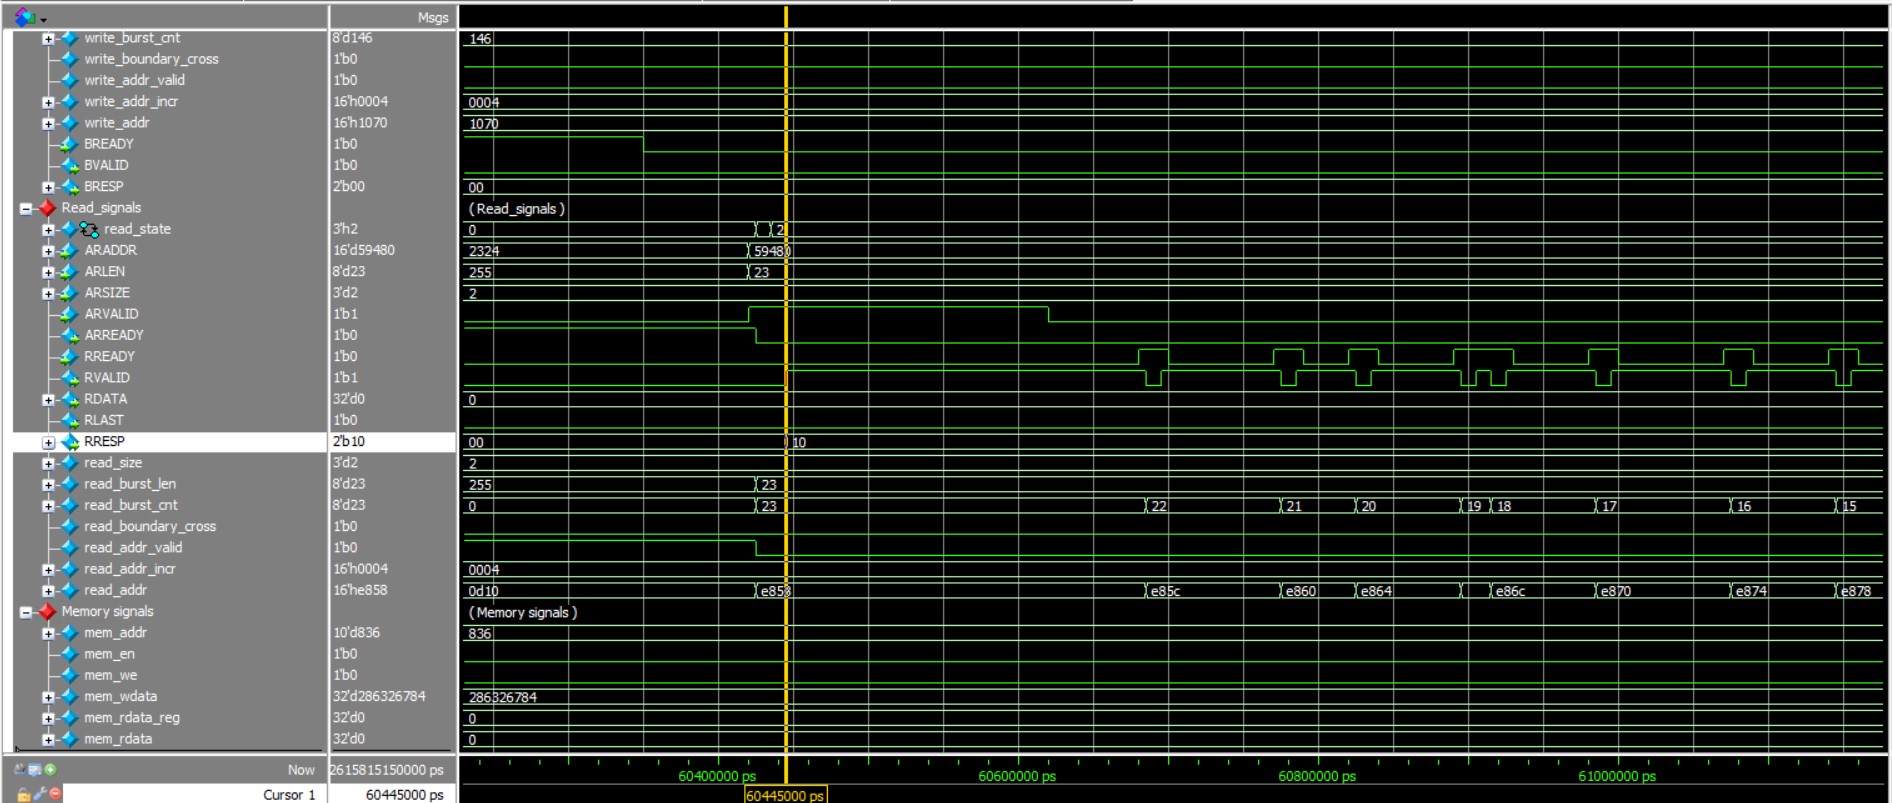 Msgs
write_burst_cnt 8'd146 146
write_boundary_cross 1'b0
write_addr_valid 1'b0
write_addr_incr 16'h0004 0004
write_addr 16'h1070 1070
BREADY 1'b0
BVALID 1'b0
BRESP 2'b00 00
Read_signals ( Read_signals )
read_state 3'h2 0 2
ARADDR 16'd59480 2324 59480
ARLEN 8'd23 255 23
ARSIZE 3'd2 2
ARVALID 1'b1
ARREADY 1'b0
RREADY 1'b0
RVALID 1'b1
RDATA 32'd0 0
RLAST 1'b0
RRESP 2'b10 00 10
read_size 3'd2 2
read_burst_len 8'd23 255 23
read_burst_cnt 8'd23 0 23 22 21 20 19 18 17 16 15
read_boundary_cross 1'b0
read_addr_valid 1'b0
read_addr_incr 16'h0004 0004
read_addr 16'he858 0d10 e858 e85c e860 e864 e86c e870 e874 e878
Memory signals ( Memory signals )
mem_addr 10'd836 836
mem_en 1'b0
mem_we 1'b0
mem_wdata 32'd286326784 286326784
mem_rdata_reg 32'd0 0
mem_rdata 32'd0 0
Now 2615815150000 ps 60400000 ps 60600000 ps 60800000 ps 61000000 ps
Cursor 1 60445000 ps 60445000 ps